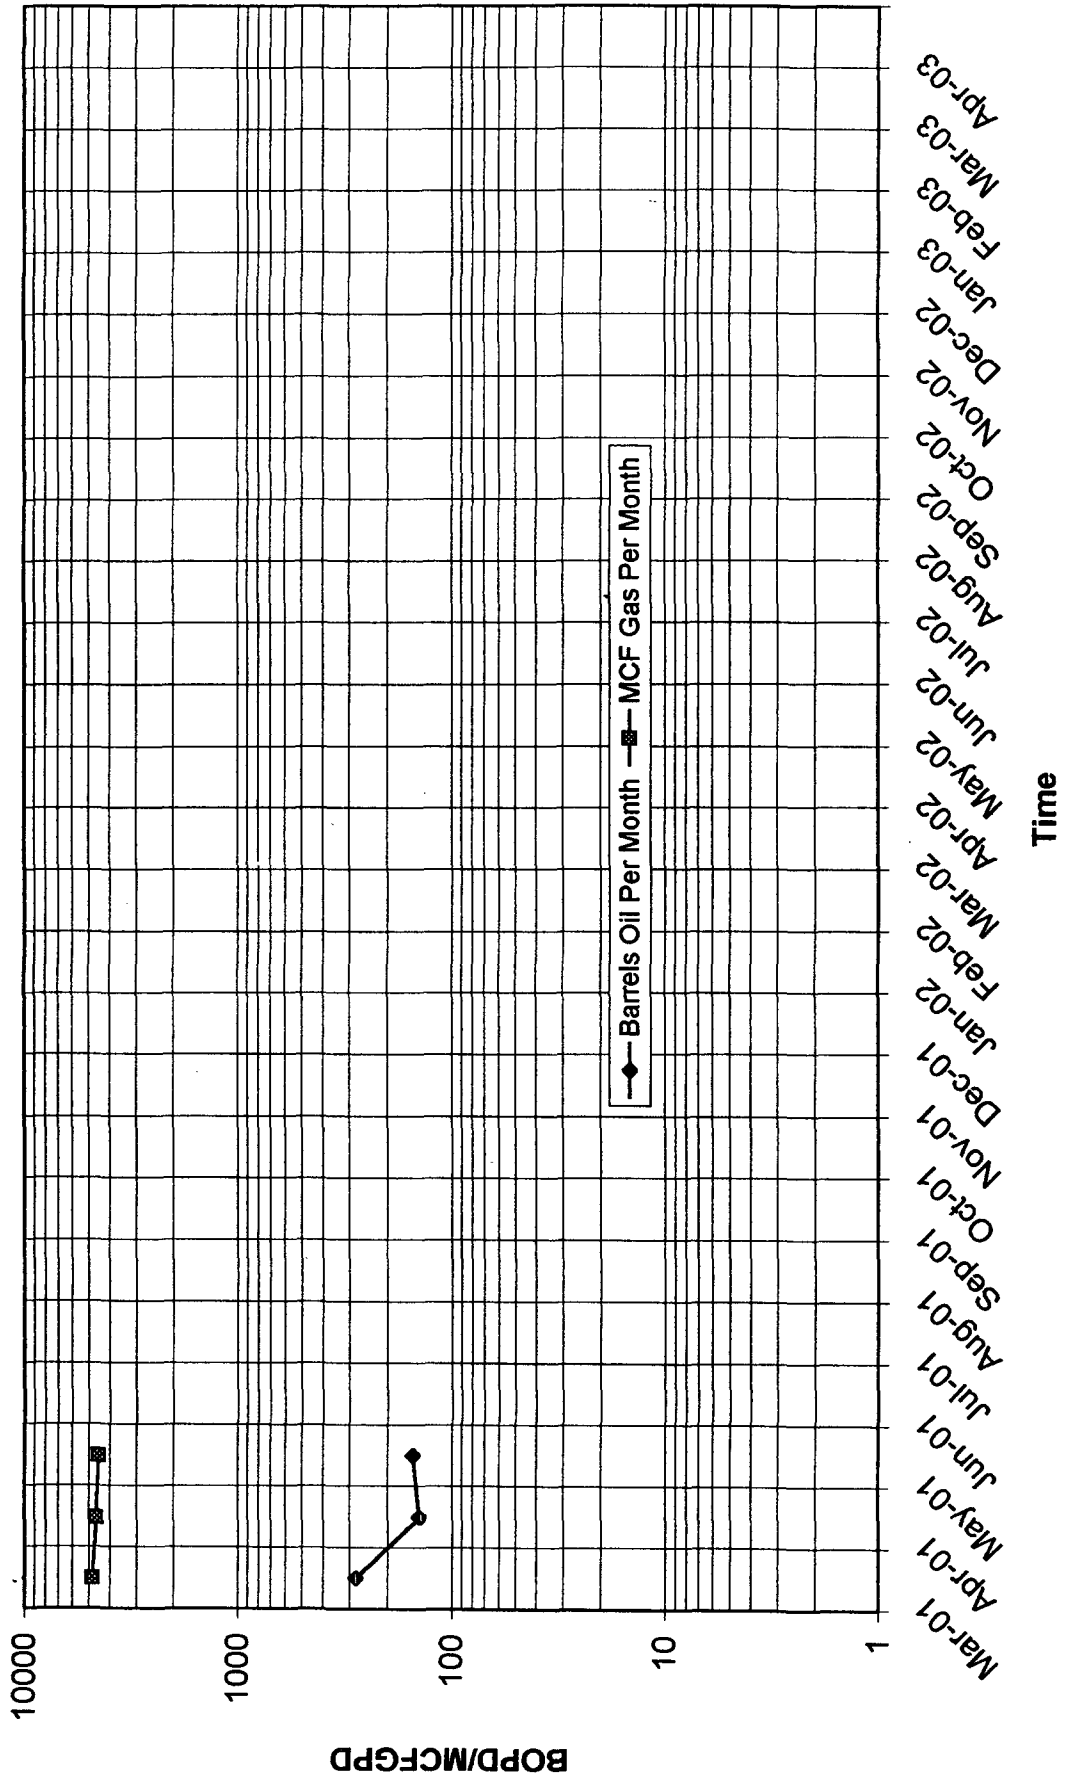 10000
1000
100
10
1
BOPD/MCFGPD
Barrels Oil Per Month
MCF Gas Per Month
Mar-01
Apr-01
May-01
Jun-01
Jul-01
Aug-01
Sep-01
Oct-01
Nov-01
Dec-01
Jan-02
Feb-02
Mar-02
Apr-02
May-02
Jun-02
Jul-02
Aug-02
Sep-02
Oct-02
Nov-02
Dec-02
Jan-03
Feb-03
Mar-03
Apr-03
Time